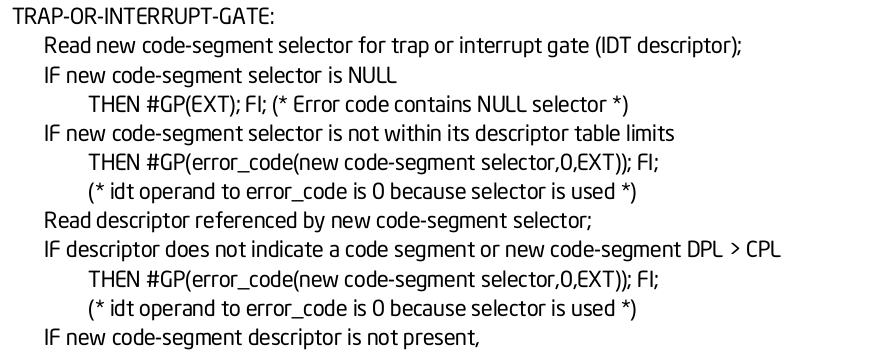 TRAP-OR-INTERRUPT-GATE:
Read new code-segment selector for trap or interrupt gate (IDT descriptor);
IF new code-segment selector is NULL
THEN #GP(EXT); FI; (* Error code contains NULL selector *)
IF new code-segment selector is not within its descriptor table limits
THEN #GP(error_code(new code-segment selector,0,EXT)); FI;
(* idt operand to error_code is 0 because selector is used *)
Read descriptor referenced by new code-segment selector;
IF descriptor does not indicate a code segment or new code-segment DPL > CPL
THEN #GP(error_code(new code-segment selector,0,EXT)); FI;
(* idt operand to error_code is 0 because selector is used *)
IF new code-segment descriptor is not present,